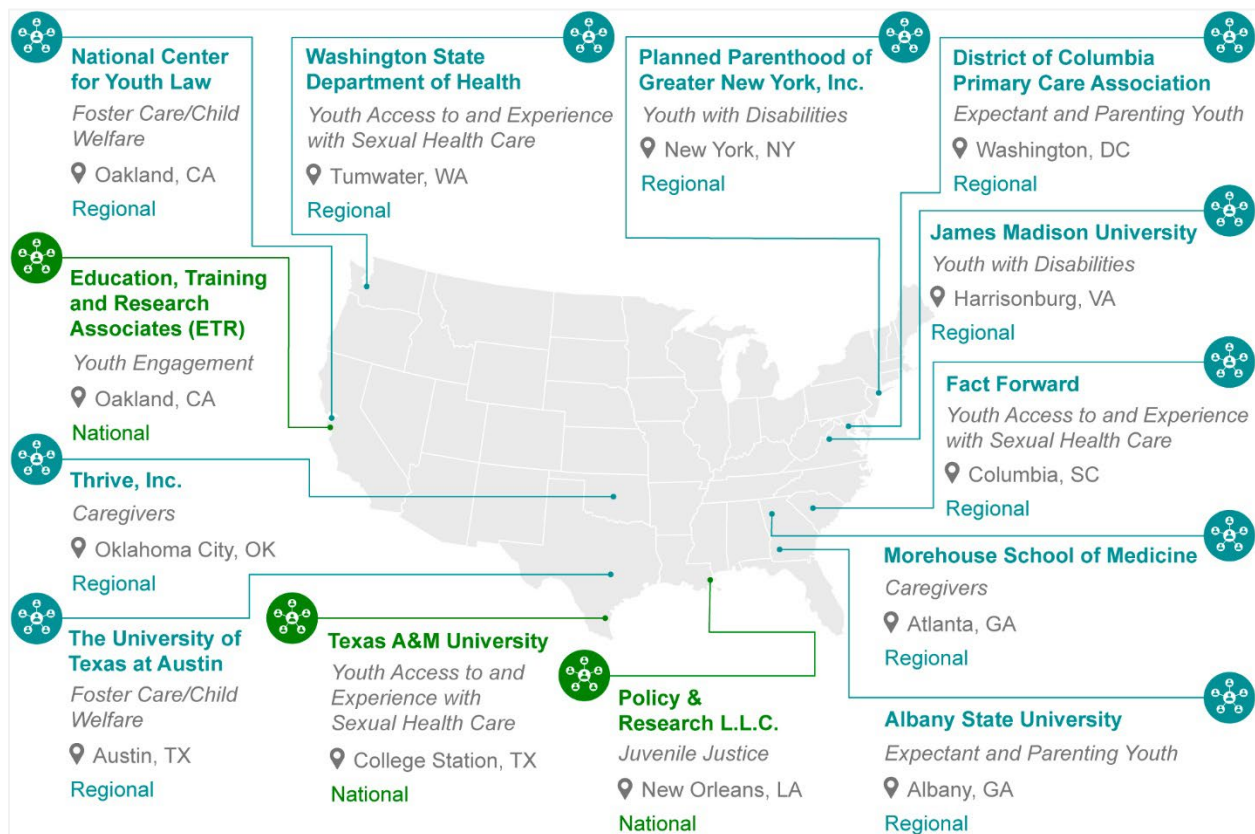 National Center
for Youth Law
Foster Care/Child
Welfare
Oakland, CA
Regional
Washington State
Department of Health
Youth Access to and Experience
with Sexual Health Care
Tumwater, WA
Regional
Planned Parenthood of
Greater New York, Inc.
Youth with Disabilities
New York, NY
Regional
District of Columbia
Primary Care Association
Expectant and Parenting Youth
Washington, DC
Regional
James Madison University
Youth with Disabilities
Harrisonburg, VA
Regional
Education, Training
and Research
Associates (ETR)
Youth Engagement
Oakland, CA
National
Fact Forward
Youth Access to and Experience
with Sexual Health Care
Columbia, SC
Regional
Thrive, Inc.
Caregivers
Oklahoma City, OK
Regional
Morehouse School of Medicine
Caregivers
Atlanta, GA
Regional
The University of
Texas at Austin
Foster Care/Child
Welfare
Austin, TX
Regional
Texas A&M University
Youth Access to and
Experience with
Sexual Health Care
College Station, TX
National
Policy &
Research L.L.C.
Juvenile Justice
New Orleans, LA
National
Albany State University
Expectant and Parenting Youth
Albany, GA
Regional